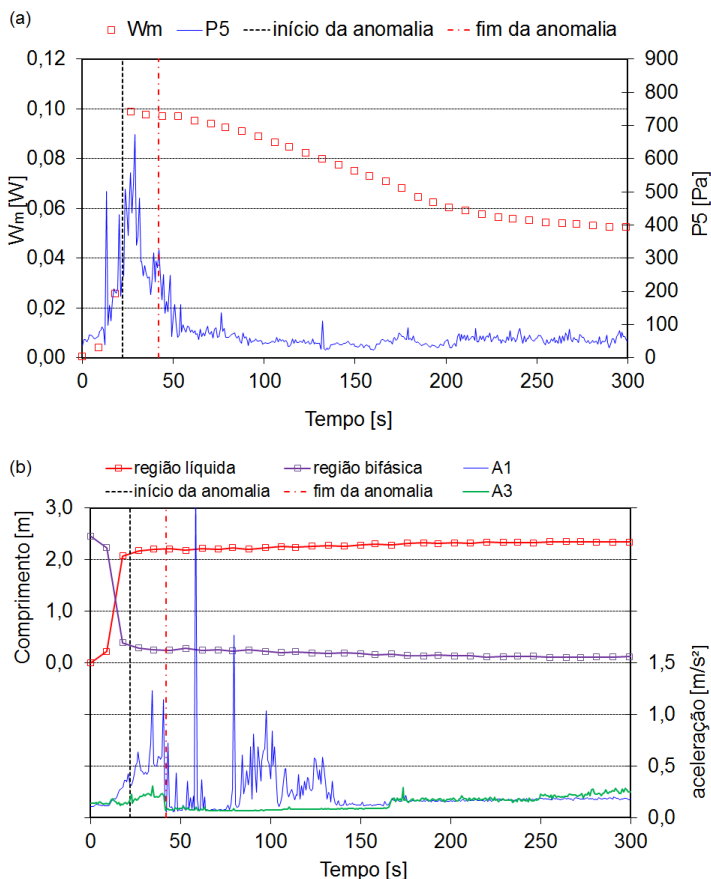 (a)
Wm P5 início da anomalia fim da anomalia
0,12 900
800
0,10 700
0,08 600
500
0,06 400
0,04 300
200
0,02 100
0,00 0
Wm [W]
P5 [Pa]
0 50 100 150 200 250 300
Tempo [s]
(b)
região líquida região bifásica A1
início da anomalia fim da anomalia A3
3,0
2,0
1,0
0,0 1,5
1,0
0,5
0,0
Comprimento [m]
aceleração [m/s²]
0 50 100 150 200 250 300
Tempo [s]